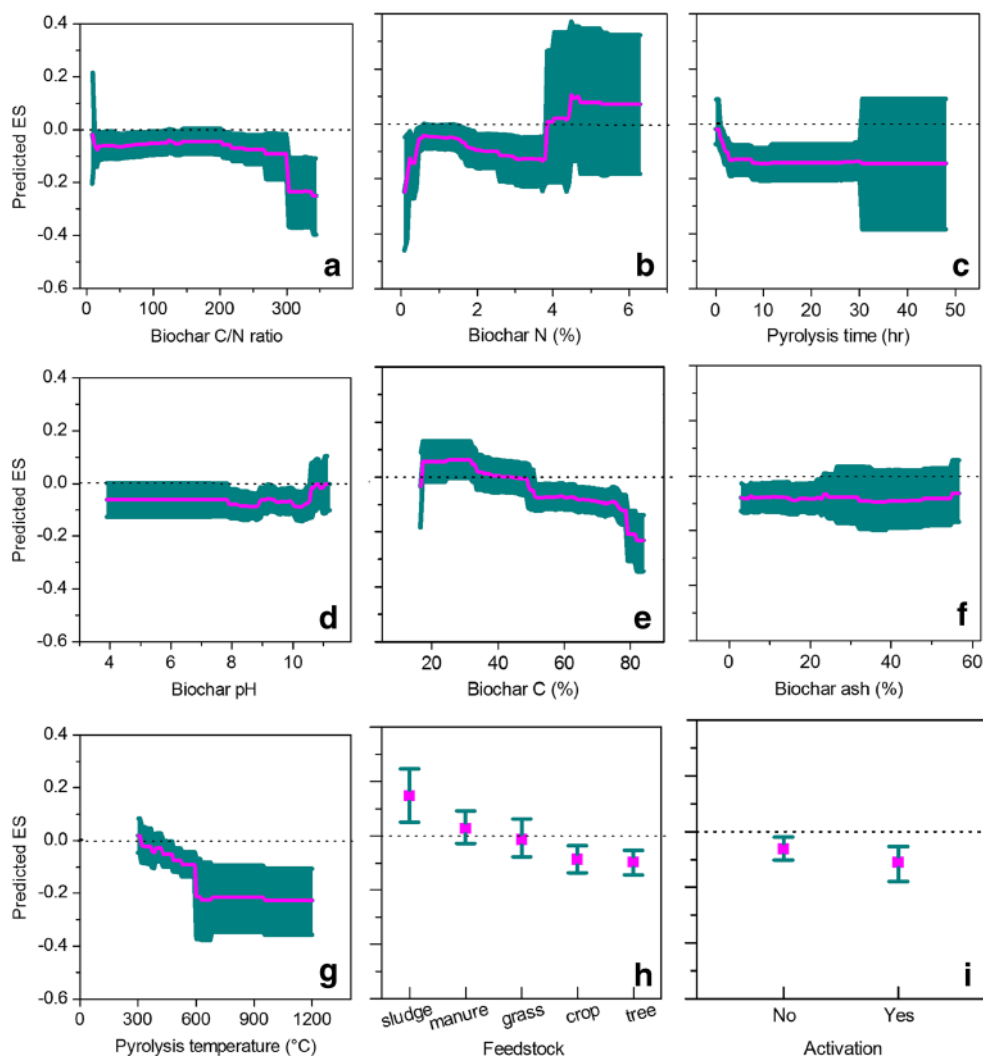 0.4
0.2
0.0
-0.2
-0.4
-0.6
Predicted ES
a
0 100 200 300
Biochar C/N ratio
b
0 2 4 6
Biochar N (%)
c
0 10 20 30 40 50
Pyrolysis time (hr)
0.4
0.2
0.0
-0.2
-0.4
-0.6
Predicted ES
d
4 6 8 10
Biochar pH
e
20 40 60 80
Biochar C (%)
f
0 20 40 60
Biochar ash (%)
0.4
0.2
0.0
-0.2
-0.4
-0.6
Predicted ES
g
300 600 900 1200
Pyrolysis temperature (°C)
h
sludge manure grass crop tree
Feedstock
i
No Yes
Activation